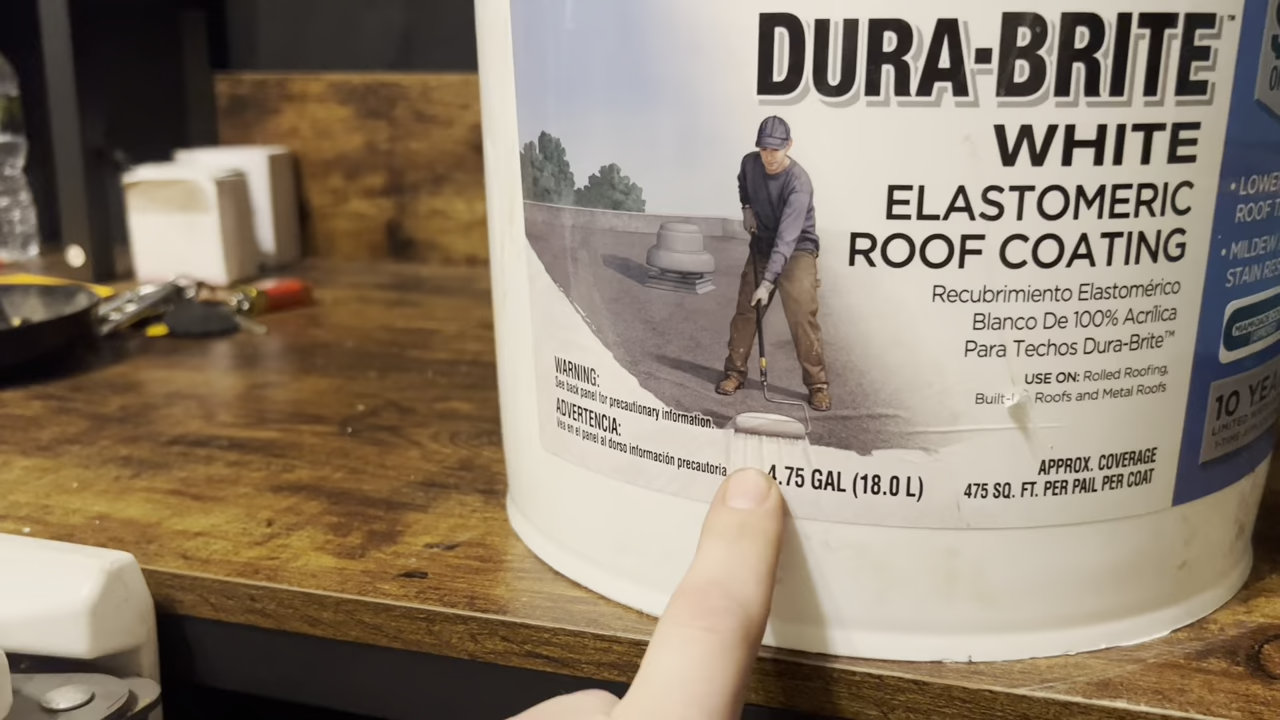 DURA-BRITE™
WHITE
ELASTOMERIC
ROOF COATING
Recubrimiento Elastomérico
Blanco De 100% Acrílica
Para Techos Dura-Brite™
USE ON: Rolled Roofing,
Roofs and Metal Roofs
WARNING:
See back panel for precautionary information.
ADVERTENCIA:
Vea en el panel al dorso información precautoria
4.75 GAL (18.0 L)
APPROX. COVERAGE
475 SQ. FT. PER PAIL PER COAT
• LOWE
ROOF T
• MILDEW
STAIN RES
10 YEA